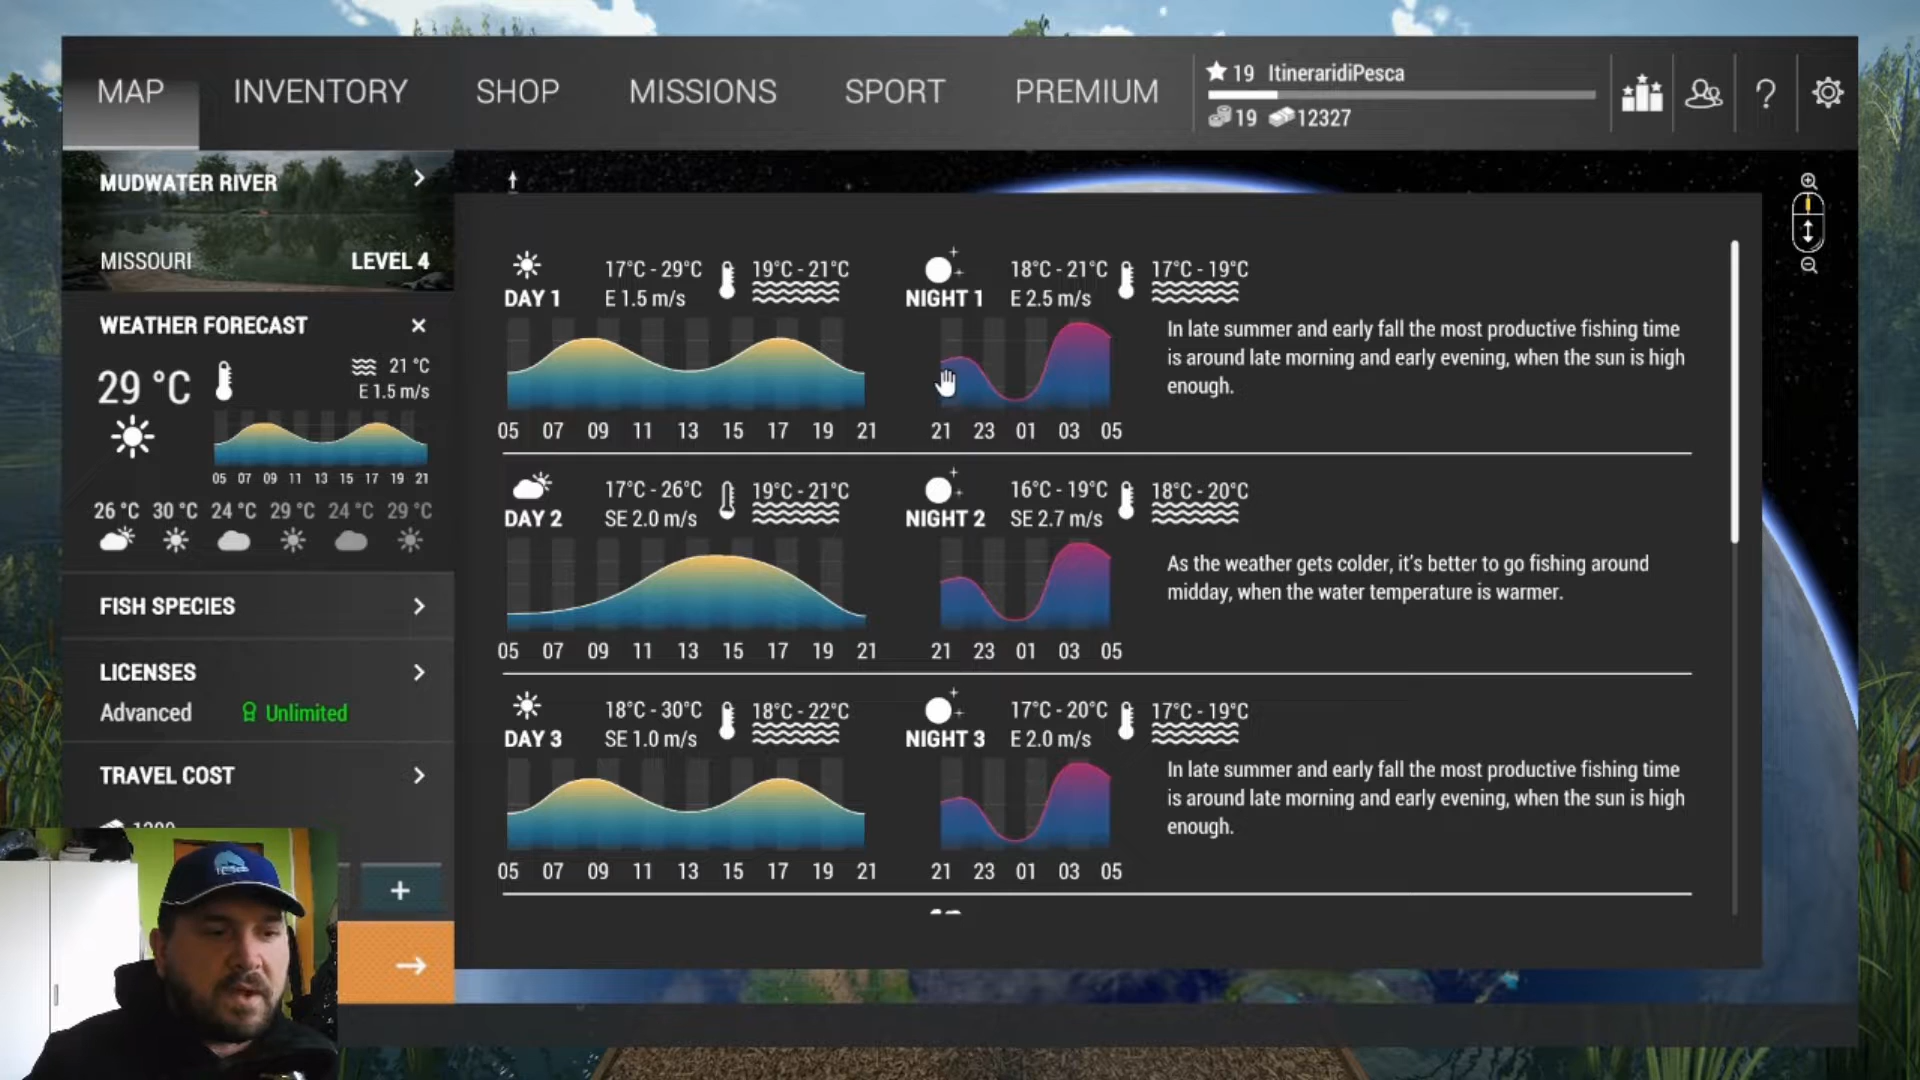 MAP
INVENTORY
SHOP
MISSIONS
SPORT
PREMIUM
19 ItineraridiPesca
19 12327
?
MUDWATER RIVER
MISSOURI LEVEL 4
WEATHER FORECAST
29 °C
21 °C
E 1.5 m/s
05 07 09 11 13 15 17 19 21
26 °C 30 °C 24 °C 29 °C 24 °C 29 °C
FISH SPECIES
LICENSES
Advanced Unlimited
TRAVEL COST
DAY 1
17°C - 29°C
E 1.5 m/s
19°C - 21°C
05 07 09 11 13 15 17 19 21
NIGHT 1
18°C - 21°C
E 2.5 m/s
17°C - 19°C
21 23 01 03 05
In late summer and early fall the most productive fishing time
is around late morning and early evening, when the sun is high
enough.
DAY 2
17°C - 26°C
SE 2.0 m/s
19°C - 21°C
05 07 09 11 13 15 17 19 21
NIGHT 2
16°C - 19°C
SE 2.7 m/s
18°C - 20°C
21 23 01 03 05
As the weather gets colder, it's better to go fishing around
midday, when the water temperature is warmer.
DAY 3
18°C - 30°C
SE 1.0 m/s
18°C - 22°C
05 07 09 11 13 15 17 19 21
NIGHT 3
17°C - 20°C
E 2.0 m/s
17°C - 19°C
21 23 01 03 05
In late summer and early fall the most productive fishing time
is around late morning and early evening, when the sun is high
enough.